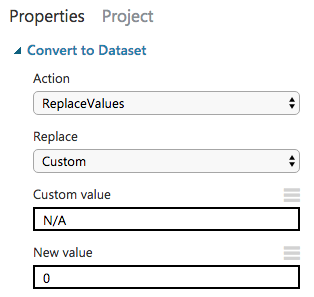 Properties Project
Convert to Dataset
Action
ReplaceValues
Replace
Custom
Custom value
N/A
New value
0